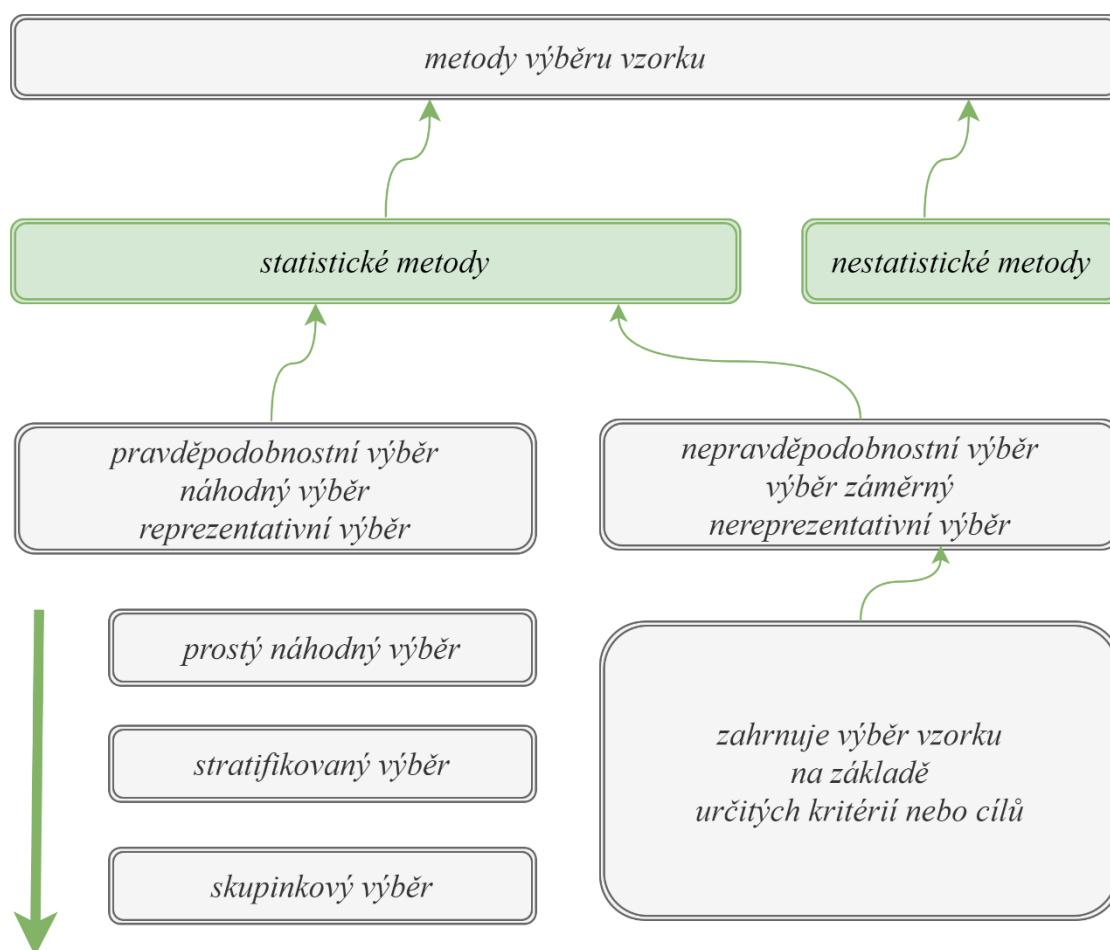 metody výběru vzorku
statistické metody
nestatistické metody
pravděpodobnostní výběr
náhodný výběr
reprezentativní výběr
nepravděpodobnostní výběr
výběr záměrný
nereprezentativní výběr
prostý náhodný výběr
stratifikovaný výběr
skupinkový výběr
zahrnuje výběr vzorku
na základě
určitých kritérií nebo cílů